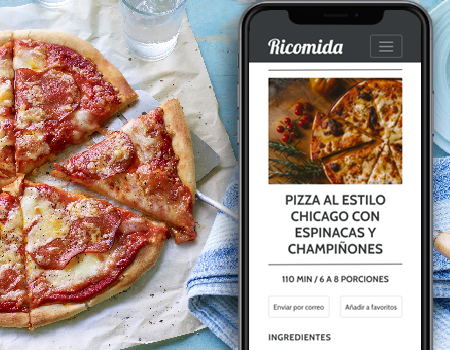 Ricomida
PIZZA AL ESTILO
CHICAGO CON
ESPINACAS Y
CHAMPIÑONES
110 MIN / 6 A 8 PORCIONES
Enviar por correo
Añadir a favoritos
INGREDIENTES